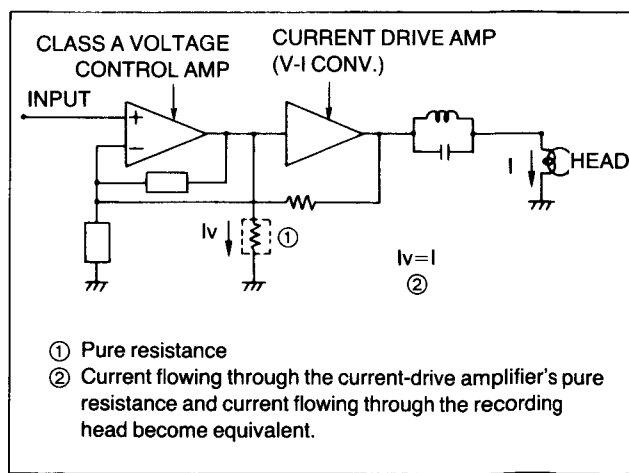 CLASS A VOLTAGE
CONTROL AMP
CURRENT DRIVE AMP
(V-I CONV.)
INPUT
+
−
I
HEAD
Iv
①
Iv=I
②
① Pure resistance
② Current flowing through the current-drive amplifier's pure
resistance and current flowing through the recording
head become equivalent.